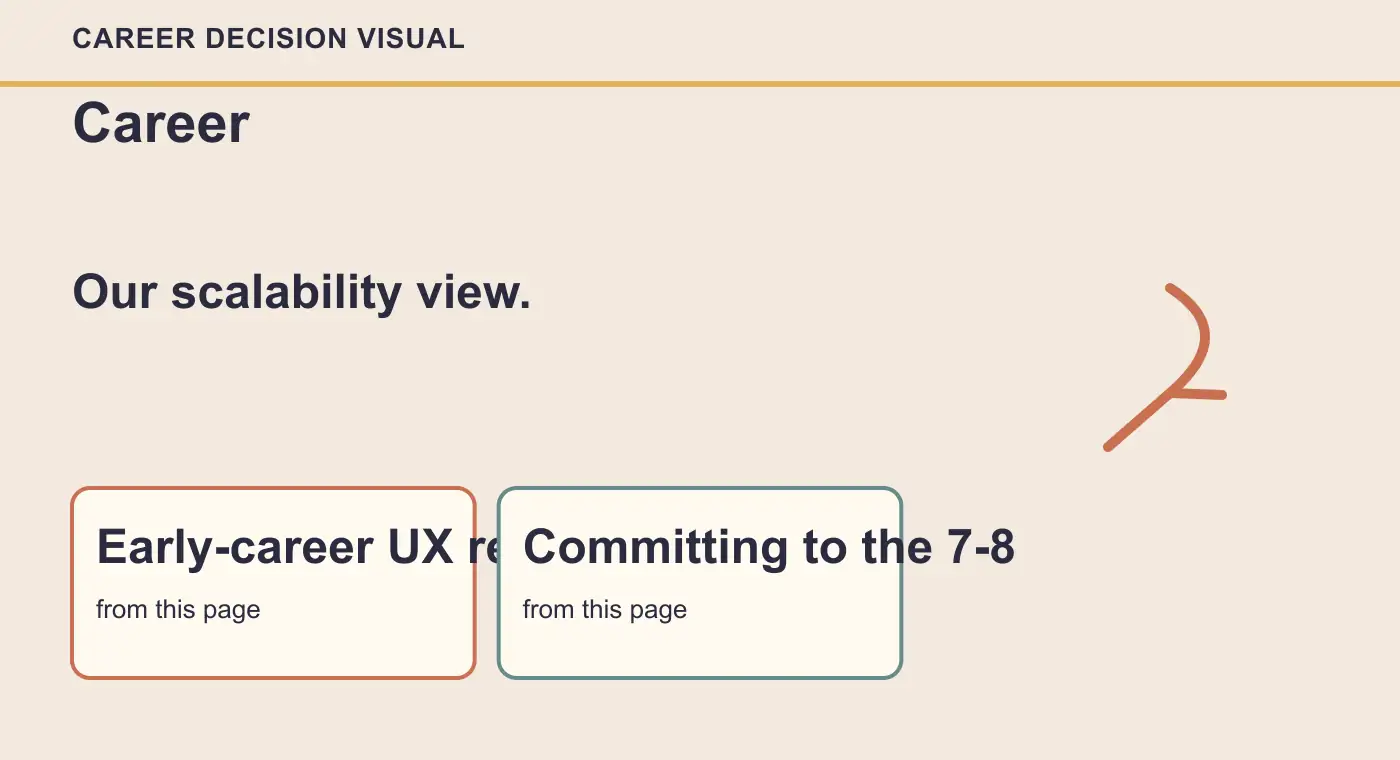 CAREER DECISION VISUAL
Career
Our scalability view.
Early-career UX
from this page
Committing to the 7-8
from this page